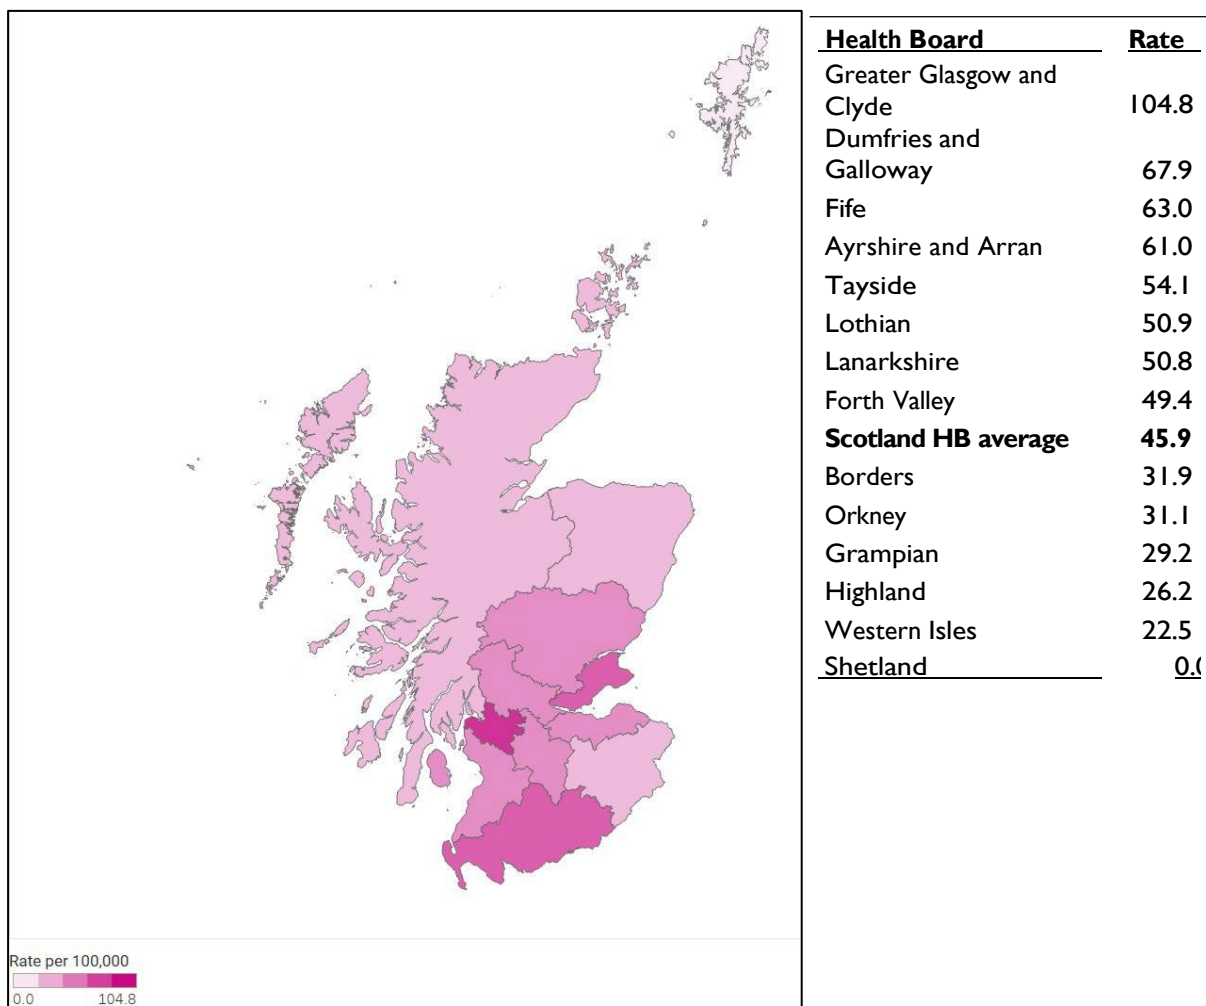 Health Board Rate
Greater Glasgow and
Clyde 104.8
Dumfries and
Galloway 67.9
Fife 63.0
Ayrshire and Arran 61.0
Tayside 54.1
Lothian 50.9
Lanarkshire 50.8
Forth Valley 49.4
Scotland HB average 45.9
Borders 31.9
Orkney 31.1
Grampian 29.2
Highland 26.2
Western Isles 22.5
Shetland 0.0
Rate per 100,000
0.0 104.8